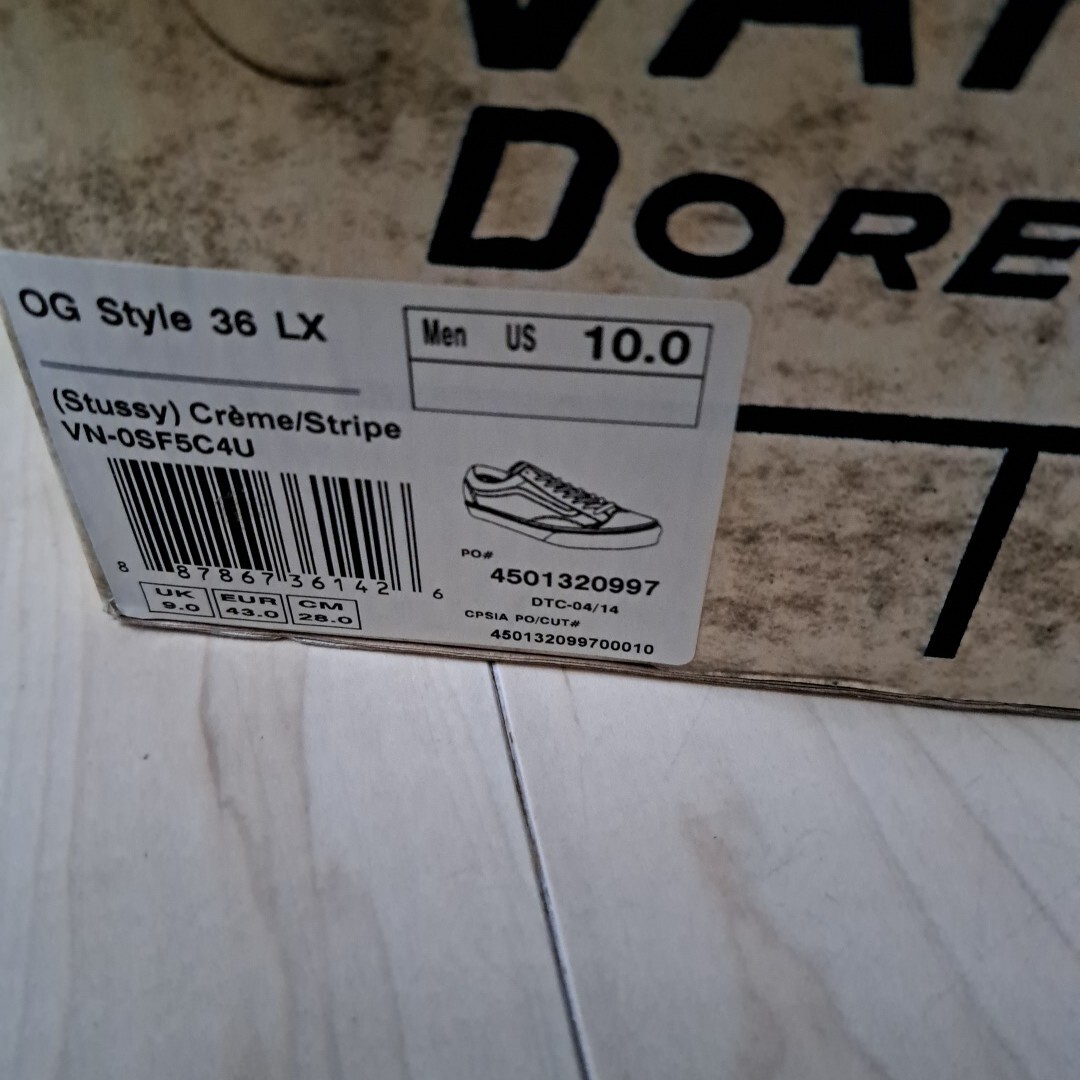 DORE
OG Style 36 LX
Men US 10.0
(Stussy) Crème/Stripe
VN-0SF5C4U
8 87867 36142 6
PO#
4501320997
DTC-04/14
CPSIA PO/CUT#
450132099700010
UK EUR CM
9.0 43.0 28.0